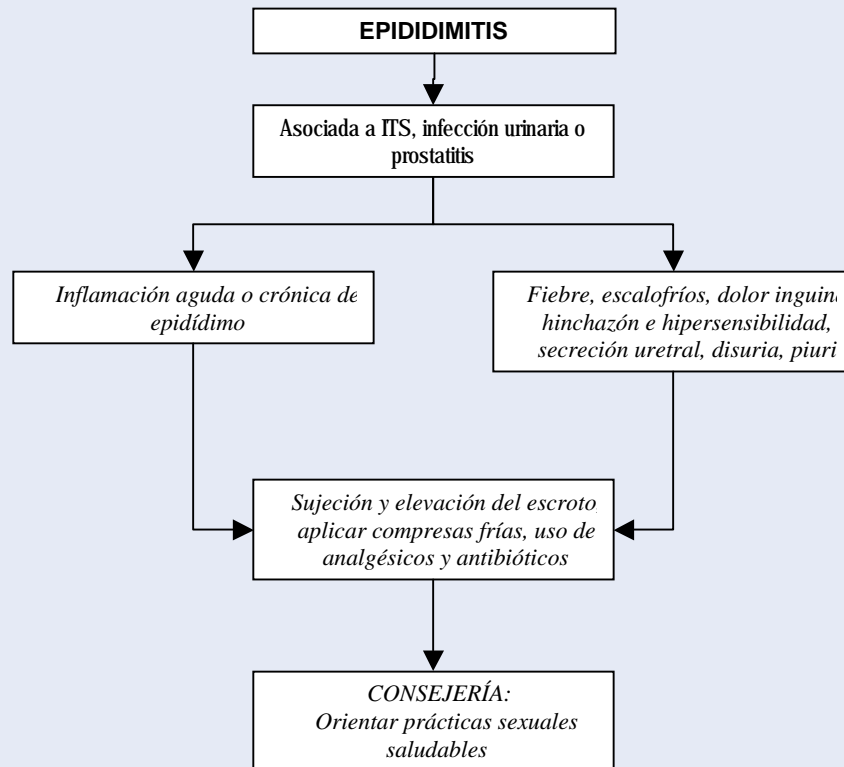 EPIDIDIMITIS
Asociada a ITS, infección urinaria o
prostatitis
Inflamación aguda o crónica de
epidídimo
Fiebre, escalofríos, dolor inguin
hinchazón e hipersensibilidad,
secreción uretral, disuria, piuri
Sujeción y elevación del escroto,
aplicar compresas frías, uso de
analgésicos y antibióticos
CONSEJERÍA:
Orientar prácticas sexuales
saludables